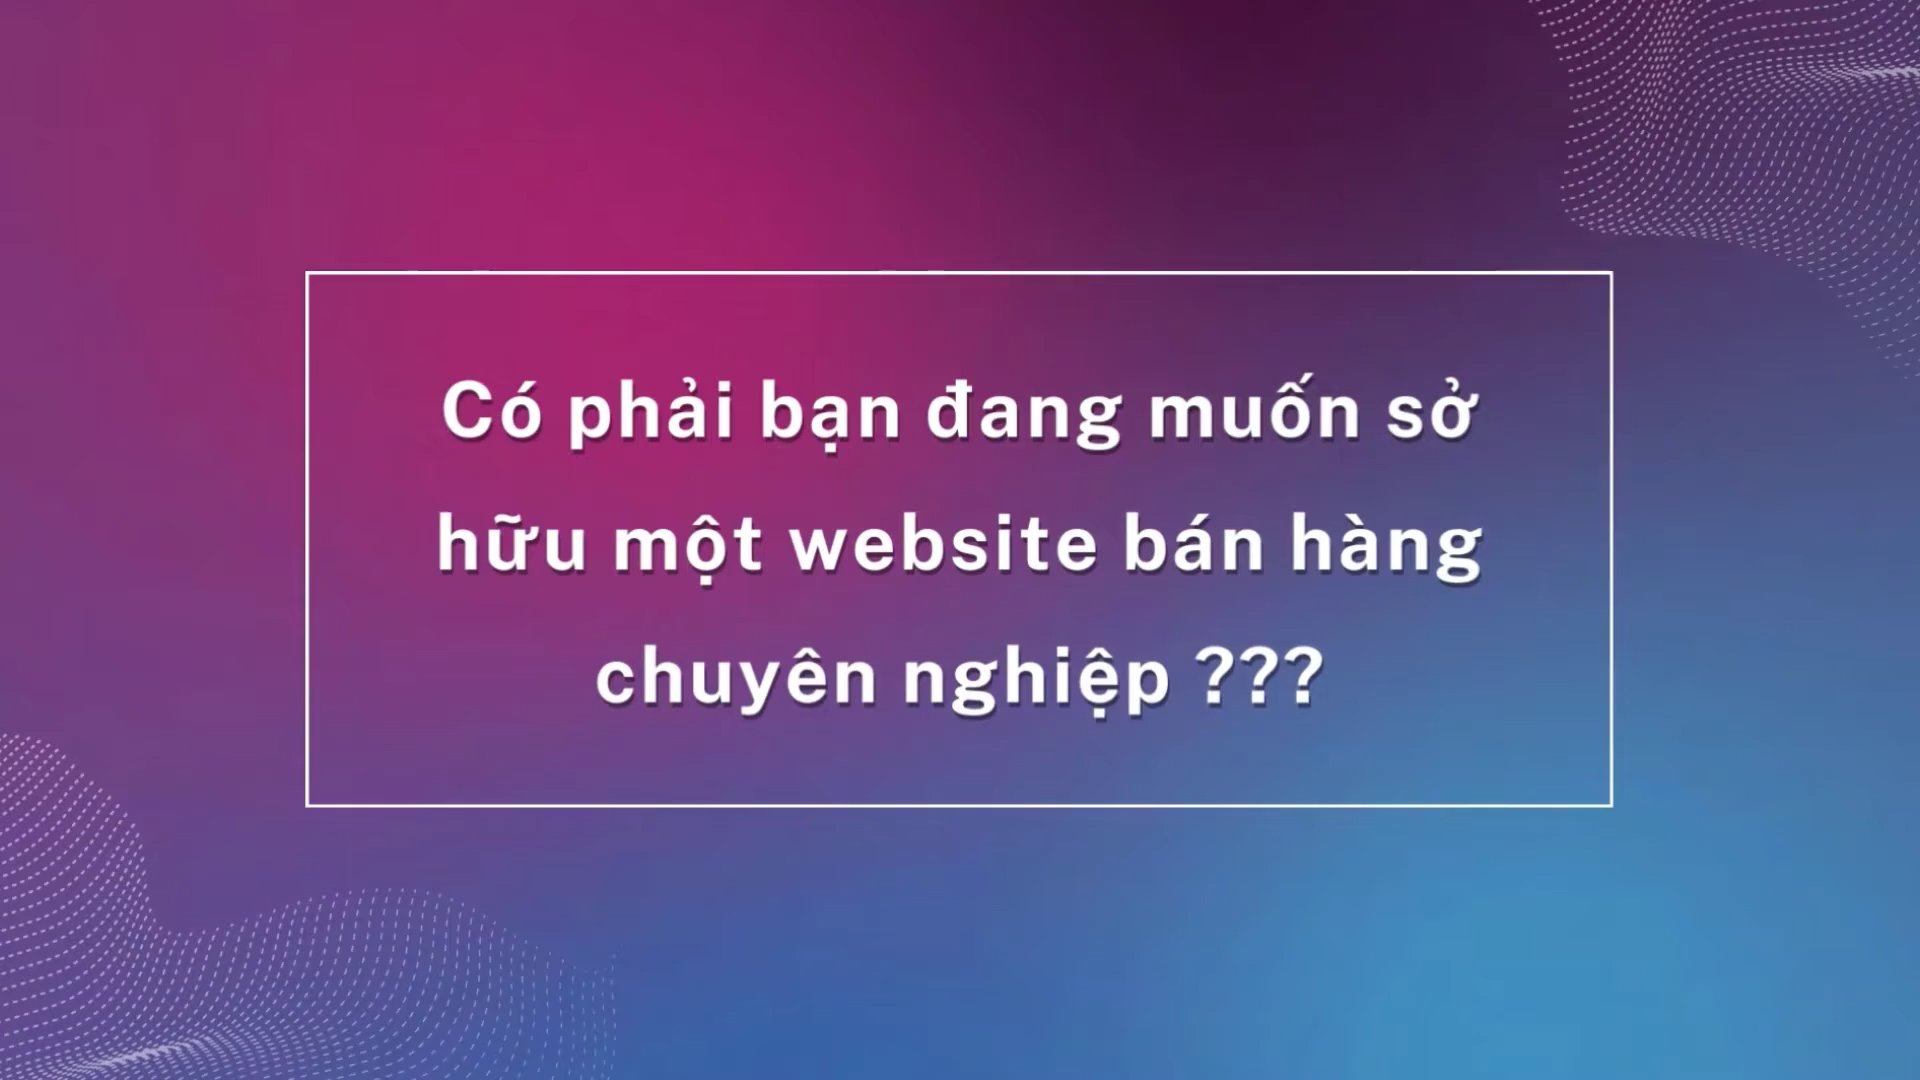 Có phải bạn đang muốn sở
hữu một website bán hàng
chuyên nghiệp ???